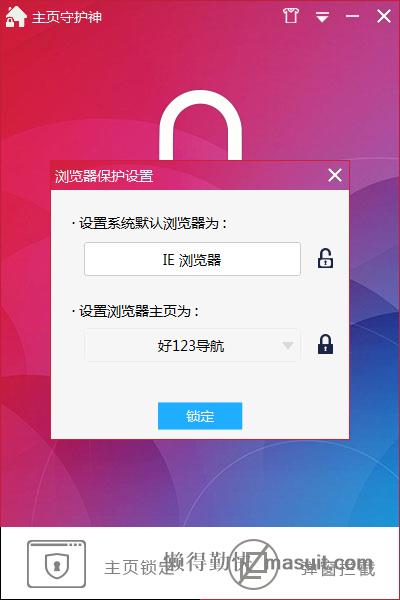 主页守护神
浏览器保护设置
· 设置系统默认浏览器为：
IE 浏览器
· 设置浏览器主页为：
好123导航
锁定
主页锁定
弹窗拦截
懒得勤快 masuit.com